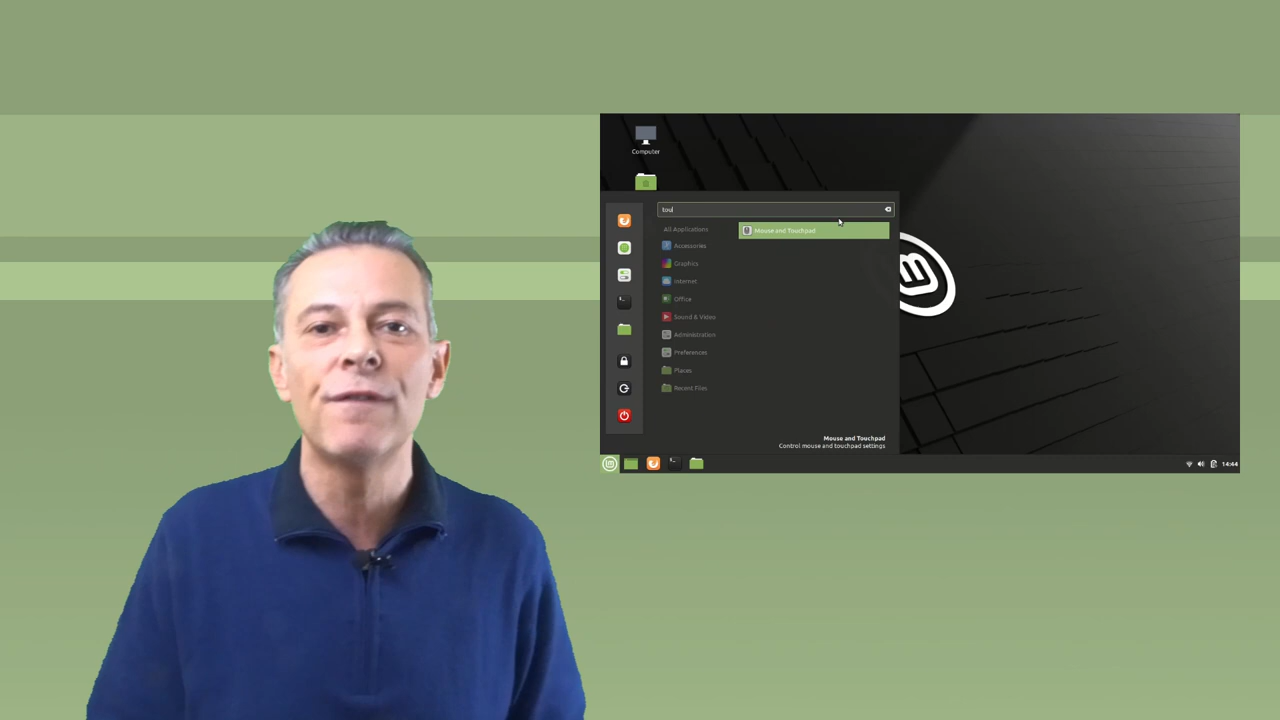 Computer
tou
All Applications
Mouse and Touchpad
Accessories
Graphics
Internet
Office
Sound & Video
Administration
Preferences
Places
Recent Files
Mouse and Touchpad
Control mouse and touchpad settings
14:44